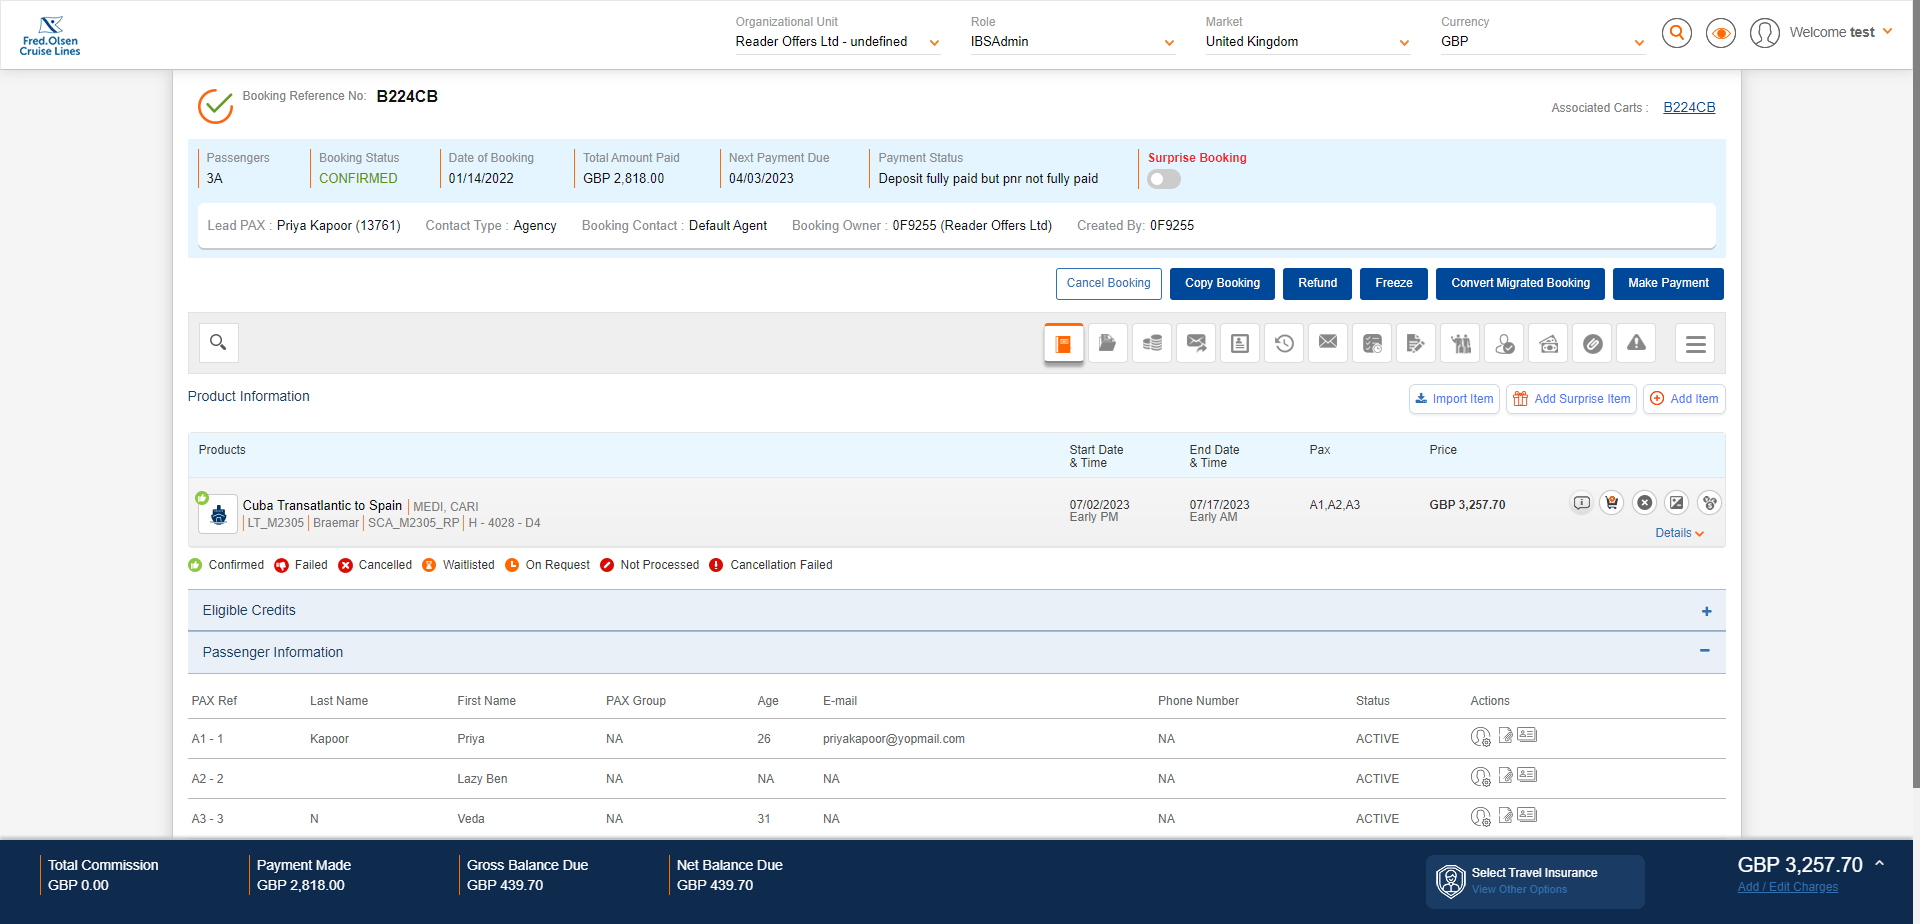 Fred.Olsen
Cruise Lines
Organizational Unit
Reader Offers Ltd - undefined
Role
IBSAdmin
Market
United Kingdom
Currency
GBP
Welcome test
Booking Reference No: B224CB
Associated Carts : B224CB
Passengers
3A
Booking Status
CONFIRMED
Date of Booking
01/14/2022
Total Amount Paid
GBP 2,818.00
Next Payment Due
04/03/2023
Payment Status
Deposit fully paid but pnr not fully paid
Surprise Booking
Lead PAX : Priya Kapoor (13761) Contact Type : Agency Booking Contact : Default Agent Booking Owner : 0F9255 (Reader Offers Ltd) Created By: 0F9255
Cancel Booking Copy Booking Refund Freeze Convert Migrated Booking Make Payment
Product Information
Import Item Add Surprise Item Add Item
Products Start Date & Time End Date & Time Pax Price
Cuba Transatlantic to Spain | MEDI, CARI
| LT_M2305 | Braemar | SCA_M2305_RP | H - 4028 - D4
07/02/2023
Early PM
07/17/2023
Early AM
A1,A2,A3
GBP 3,257.70
Details
Confirmed Failed Cancelled Waitlisted On Request Not Processed Cancellation Failed
Eligible Credits +
Passenger Information −
PAX Ref Last Name First Name PAX Group Age E-mail Phone Number Status Actions
A1 - 1 Kapoor Priya NA 26 priyakapoor@yopmail.com NA ACTIVE
A2 - 2 Lazy Ben NA NA NA NA ACTIVE
A3 - 3 N Veda NA 31 NA NA ACTIVE
Total Commission
GBP 0.00
Payment Made
GBP 2,818.00
Gross Balance Due
GBP 439.70
Net Balance Due
GBP 439.70
Select Travel Insurance
View Other Options
GBP 3,257.70
Add / Edit Charges